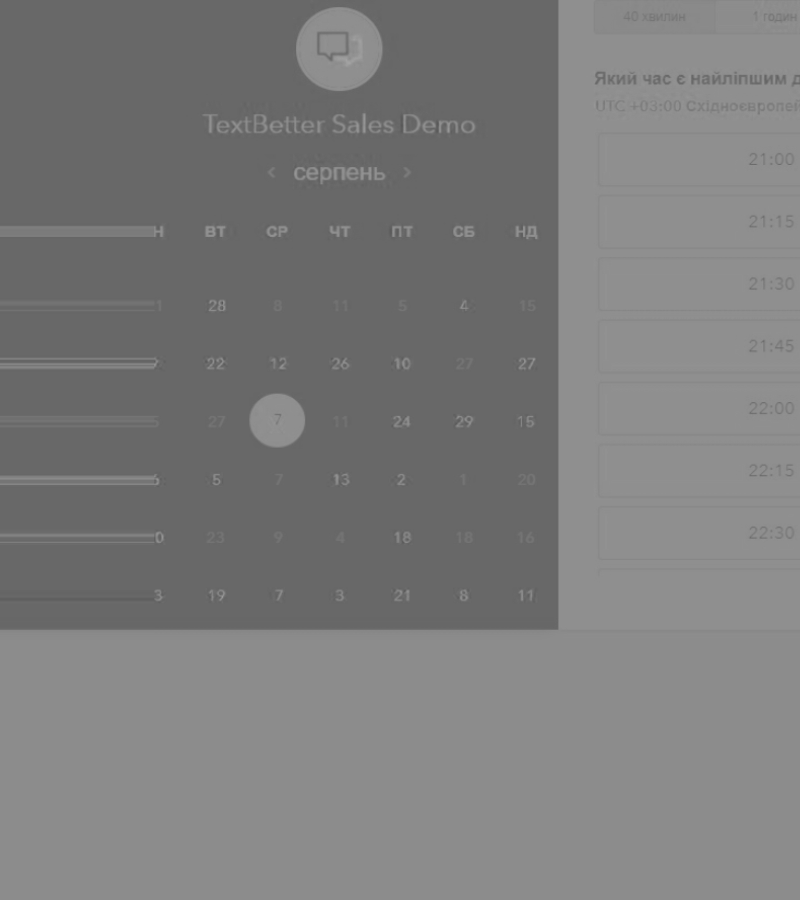 40 хвилин 1 годин
TextBetter Sales Demo
серпень
Н ВТ СР ЧТ ПТ СБ НД
1 28 8 11 5 4 15
22 12 26 10 27 27
5 27 7 11 24 29 15
5 7 13 2 1 20
0 23 9 4 18 18 16
3 19 7 3 21 8 11
Який час є найліпшим д
UTC +03:00 Східноєвропей
21:00
21:15
21:30
21:45
22:00
22:15
22:30